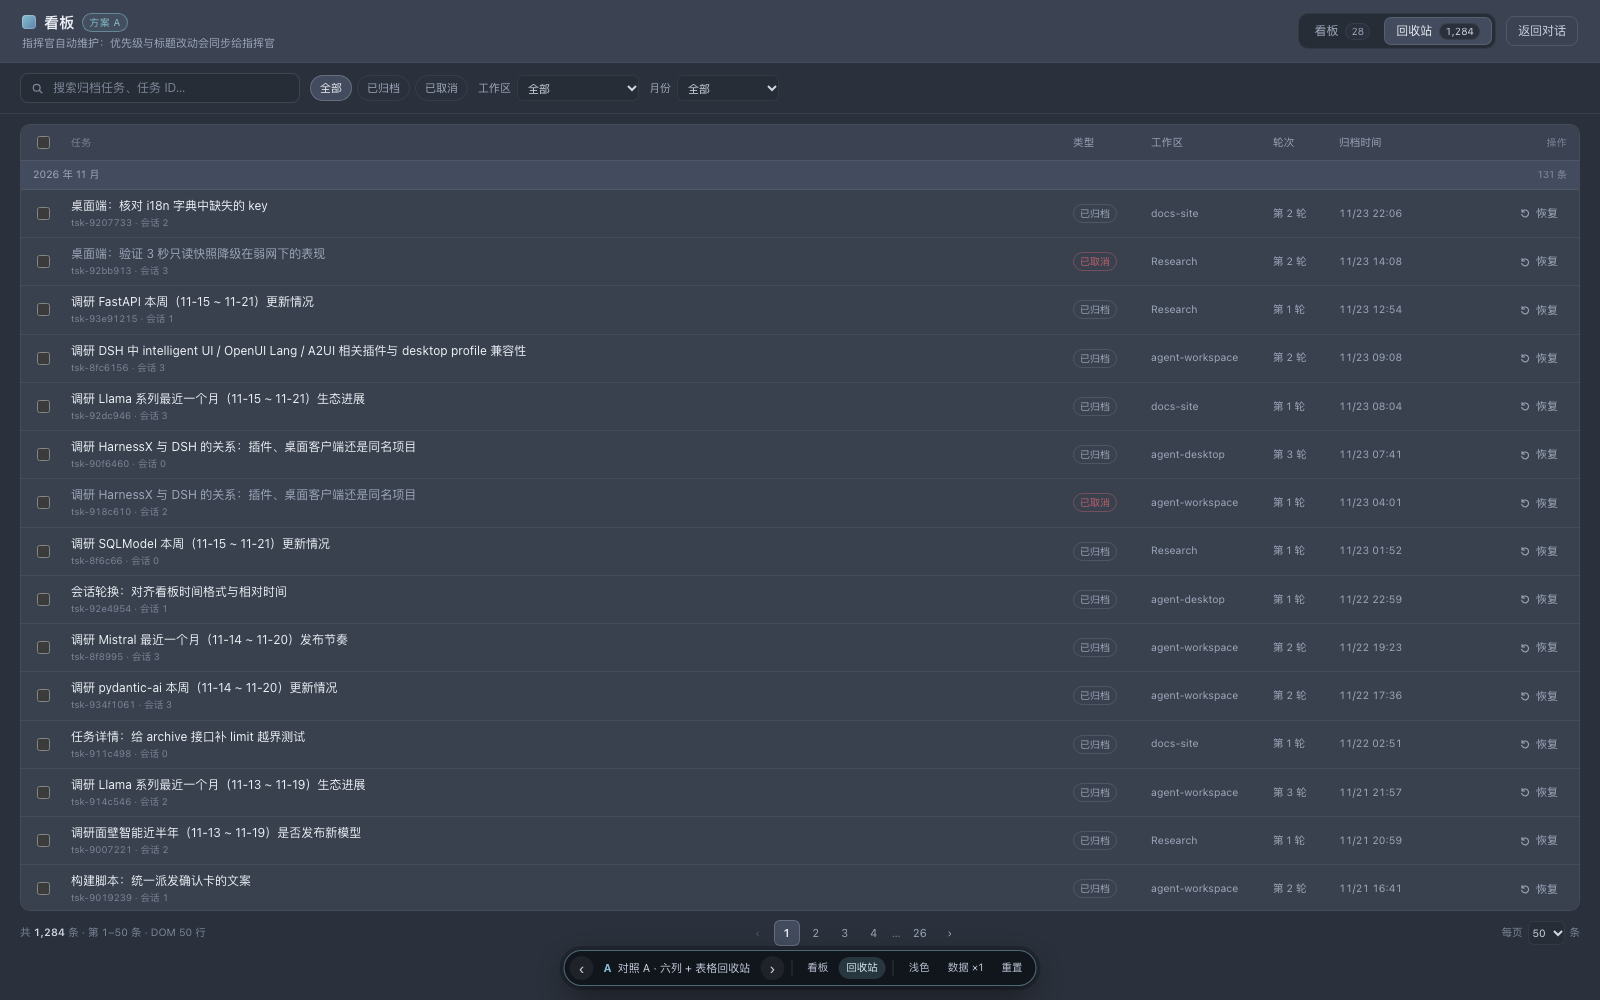 看板 方案 A
指挥官自动维护：优先级与标题改动会同步给指挥官
看板 28 回收站 1,284 返回对话
搜索归档任务、任务 ID... 全部 已归档 已取消 工作区 全部 月份 全部
任务 类型 工作区 轮次 归档时间 操作
2026 年 11 月 131 条
桌面端：核对 i18n 字典中缺失的 key
tsk-9207733 · 会话 2
已归档 docs-site 第 2 轮 11/23 22:06 恢复
桌面端：验证 3 秒只读快照降级在弱网下的表现
tsk-92bb913 · 会话 3
已取消 Research 第 2 轮 11/23 14:08 恢复
调研 FastAPI 本周（11-15 ~ 11-21）更新情况
tsk-93e91215 · 会话 1
已归档 Research 第 1 轮 11/23 12:54 恢复
调研 DSH 中 intelligent UI / OpenUI Lang / A2UI 相关插件与 desktop profile 兼容性
tsk-8fc6156 · 会话 3
已归档 agent-workspace 第 2 轮 11/23 09:08 恢复
调研 Llama 系列最近一个月（11-15 ~ 11-21）生态进展
tsk-92dc946 · 会话 3
已归档 docs-site 第 1 轮 11/23 08:04 恢复
调研 HarnessX 与 DSH 的关系：插件、桌面客户端还是同名项目
tsk-90f6460 · 会话 0
已归档 agent-desktop 第 3 轮 11/23 07:41 恢复
调研 HarnessX 与 DSH 的关系：插件、桌面客户端还是同名项目
tsk-918c610 · 会话 2
已取消 agent-workspace 第 1 轮 11/23 04:01 恢复
调研 SQLModel 本周（11-15 ~ 11-21）更新情况
tsk-8f6c66 · 会话 0
已归档 Research 第 1 轮 11/23 01:52 恢复
会话轮换：对齐看板时间格式与相对时间
tsk-92e4954 · 会话 1
已归档 agent-desktop 第 1 轮 11/22 22:59 恢复
调研 Mistral 最近一个月（11-14 ~ 11-20）发布节奏
tsk-8f8995 · 会话 3
已归档 agent-workspace 第 2 轮 11/22 19:23 恢复
调研 pydantic-ai 本周（11-14 ~ 11-20）更新情况
tsk-934f1061 · 会话 3
已归档 agent-workspace 第 2 轮 11/22 17:36 恢复
任务详情：给 archive 接口补 limit 越界测试
tsk-911c498 · 会话 0
已归档 docs-site 第 1 轮 11/22 02:51 恢复
调研 Llama 系列最近一个月（11-13 ~ 11-19）生态进展
tsk-914c546 · 会话 2
已归档 agent-workspace 第 3 轮 11/21 21:57 恢复
调研面壁智能近半年（11-13 ~ 11-19）是否发布新模型
tsk-9007221 · 会话 2
已归档 Research 第 1 轮 11/21 20:59 恢复
构建脚本：统一派发确认卡的文案
tsk-9019239 · 会话 1
已归档 agent-workspace 第 2 轮 11/21 16:41 恢复
共 1,284 条 · 第 1–50 条 · DOM 50 行 ‹ 1 2 3 4 … 26 › 每页 50 条
‹ A 对照 A · 六列 + 表格回收站 › 看板 回收站 浅色 数据 ×1 重置